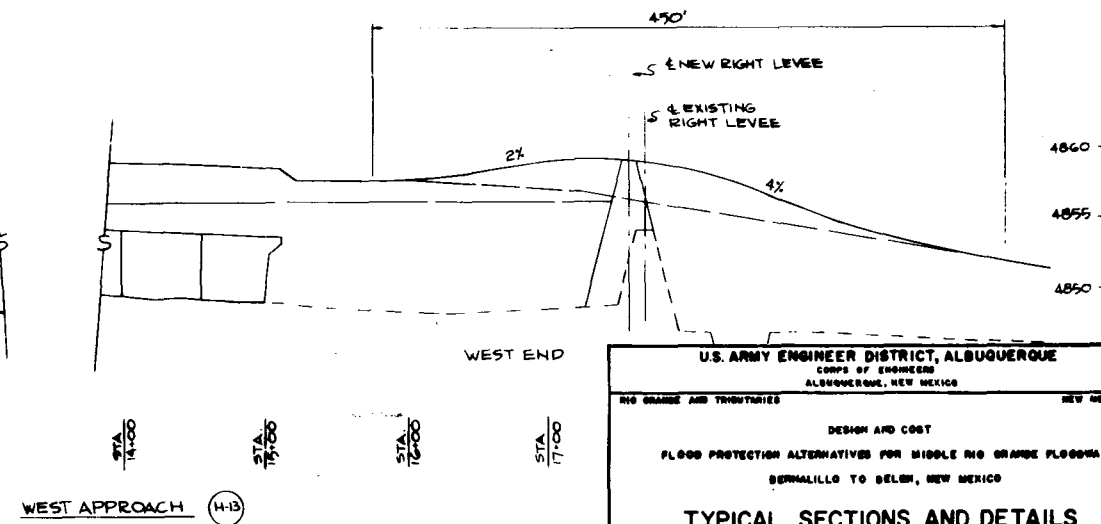 450'
℄ NEW RIGHT LEVEE
℄ EXISTING
RIGHT LEVEE
2%
4%
4860
4855
4850
WEST END
STA. 14+00
STA. 15+00
STA. 16+00
STA. 17+00
WEST APPROACH H-13
U.S. ARMY ENGINEER DISTRICT, ALBUQUERQUE
CORPS OF ENGINEERS
ALBUQUERQUE, NEW MEXICO
RIO GRANDE AND TRIBUTARIES NEW ME
DESIGN AND COST
FLOOD PROTECTION ALTERNATIVES FOR MIDDLE RIO GRANDE FLOODWA
BERNALILLO TO BELEN, NEW MEXICO
TYPICAL SECTIONS AND DETAILS